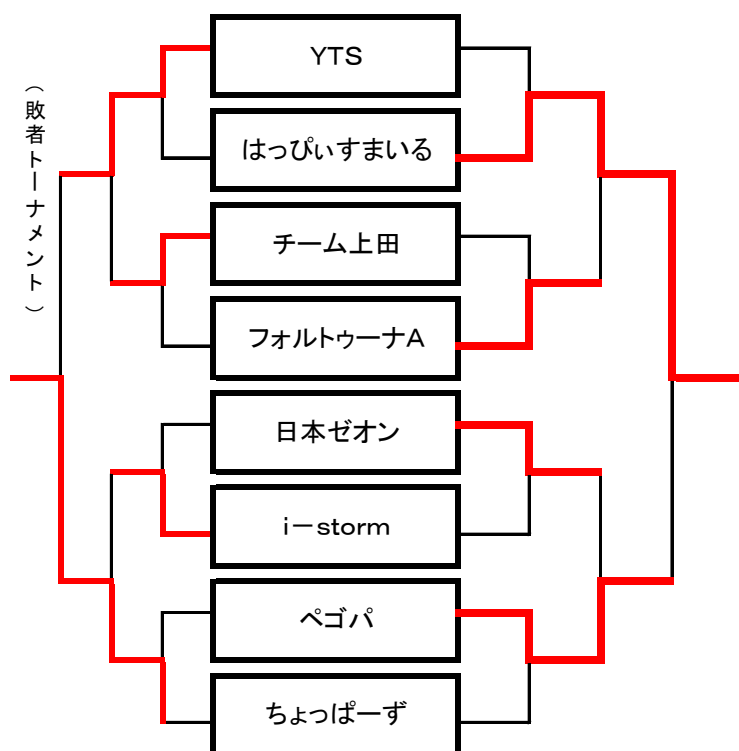 （敗者トーナメント）
YTS
はっぴぃすまいる
チーム上田
フォルトゥーナA
日本ゼオン
i－storm
ペゴパ
ちょっぱーず